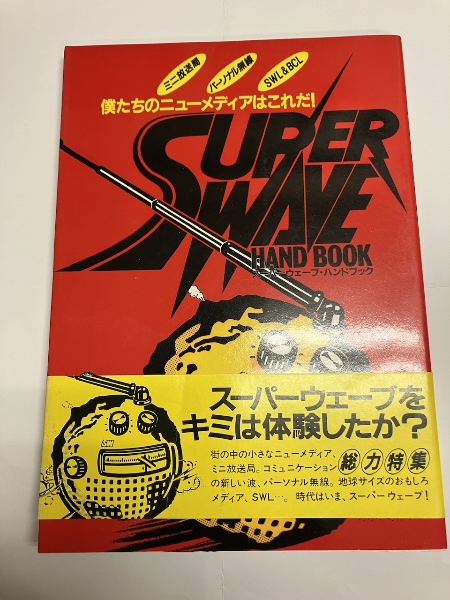 ミニ放送局
パーソナル無線
SWL&BCL
僕たちのニューメディアはこれだ!
SUPER
WAVE
HAND BOOK
スーパー・ウェーブ・ハンドブック
スーパーウェーブを
キミは体験したか?
街の中の小さなニューメディア、
ミニ放送局。コミュニケーション
の新しい波、パーソナル無線。地球サイズのおもしろ
メディア、SWL…。時代はいま、スーパーウェーブ!
総力特集